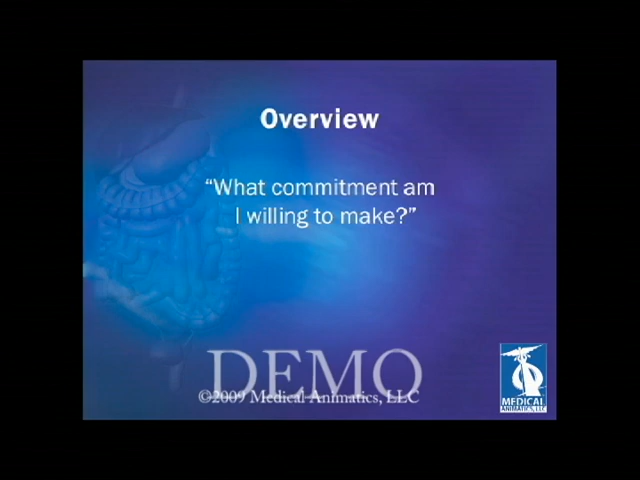 Overview
“What commitment am
I willing to make?”
DEMO
©2009 Medical Animatics, LLC
MEDICAL
ANIMATICS, LLC